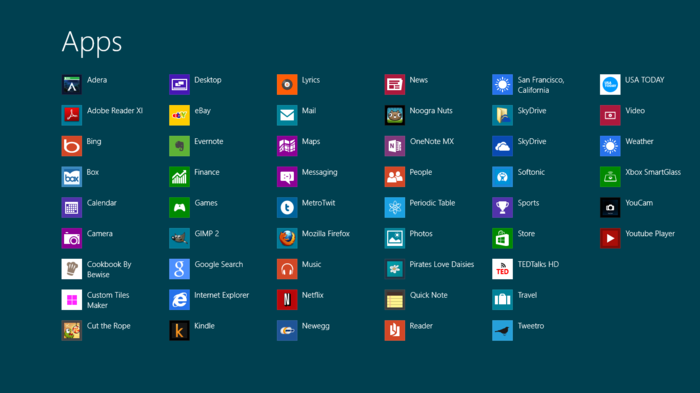 Apps
Adera
Adobe Reader XI
Bing
Box
Calendar
Camera
Cookbook By
Bewise
Custom Tiles
Maker
Cut the Rope
Desktop
eBay
Evernote
Finance
Games
GIMP 2
Google Search
Internet Explorer
Kindle
Lyrics
Mail
Maps
Messaging
MetroTwit
Mozilla Firefox
Music
Netflix
Newegg
News
Noogra Nuts
OneNote MX
People
Periodic Table
Photos
Pirates Love Daisies
Quick Note
Reader
San Francisco,
California
SkyDrive
SkyDrive
Softonic
Sports
Store
TED
TEDTalks HD
Travel
Tweetro
USA TODAY
Video
Weather
Xbox SmartGlass
YouCam
Youtube Player